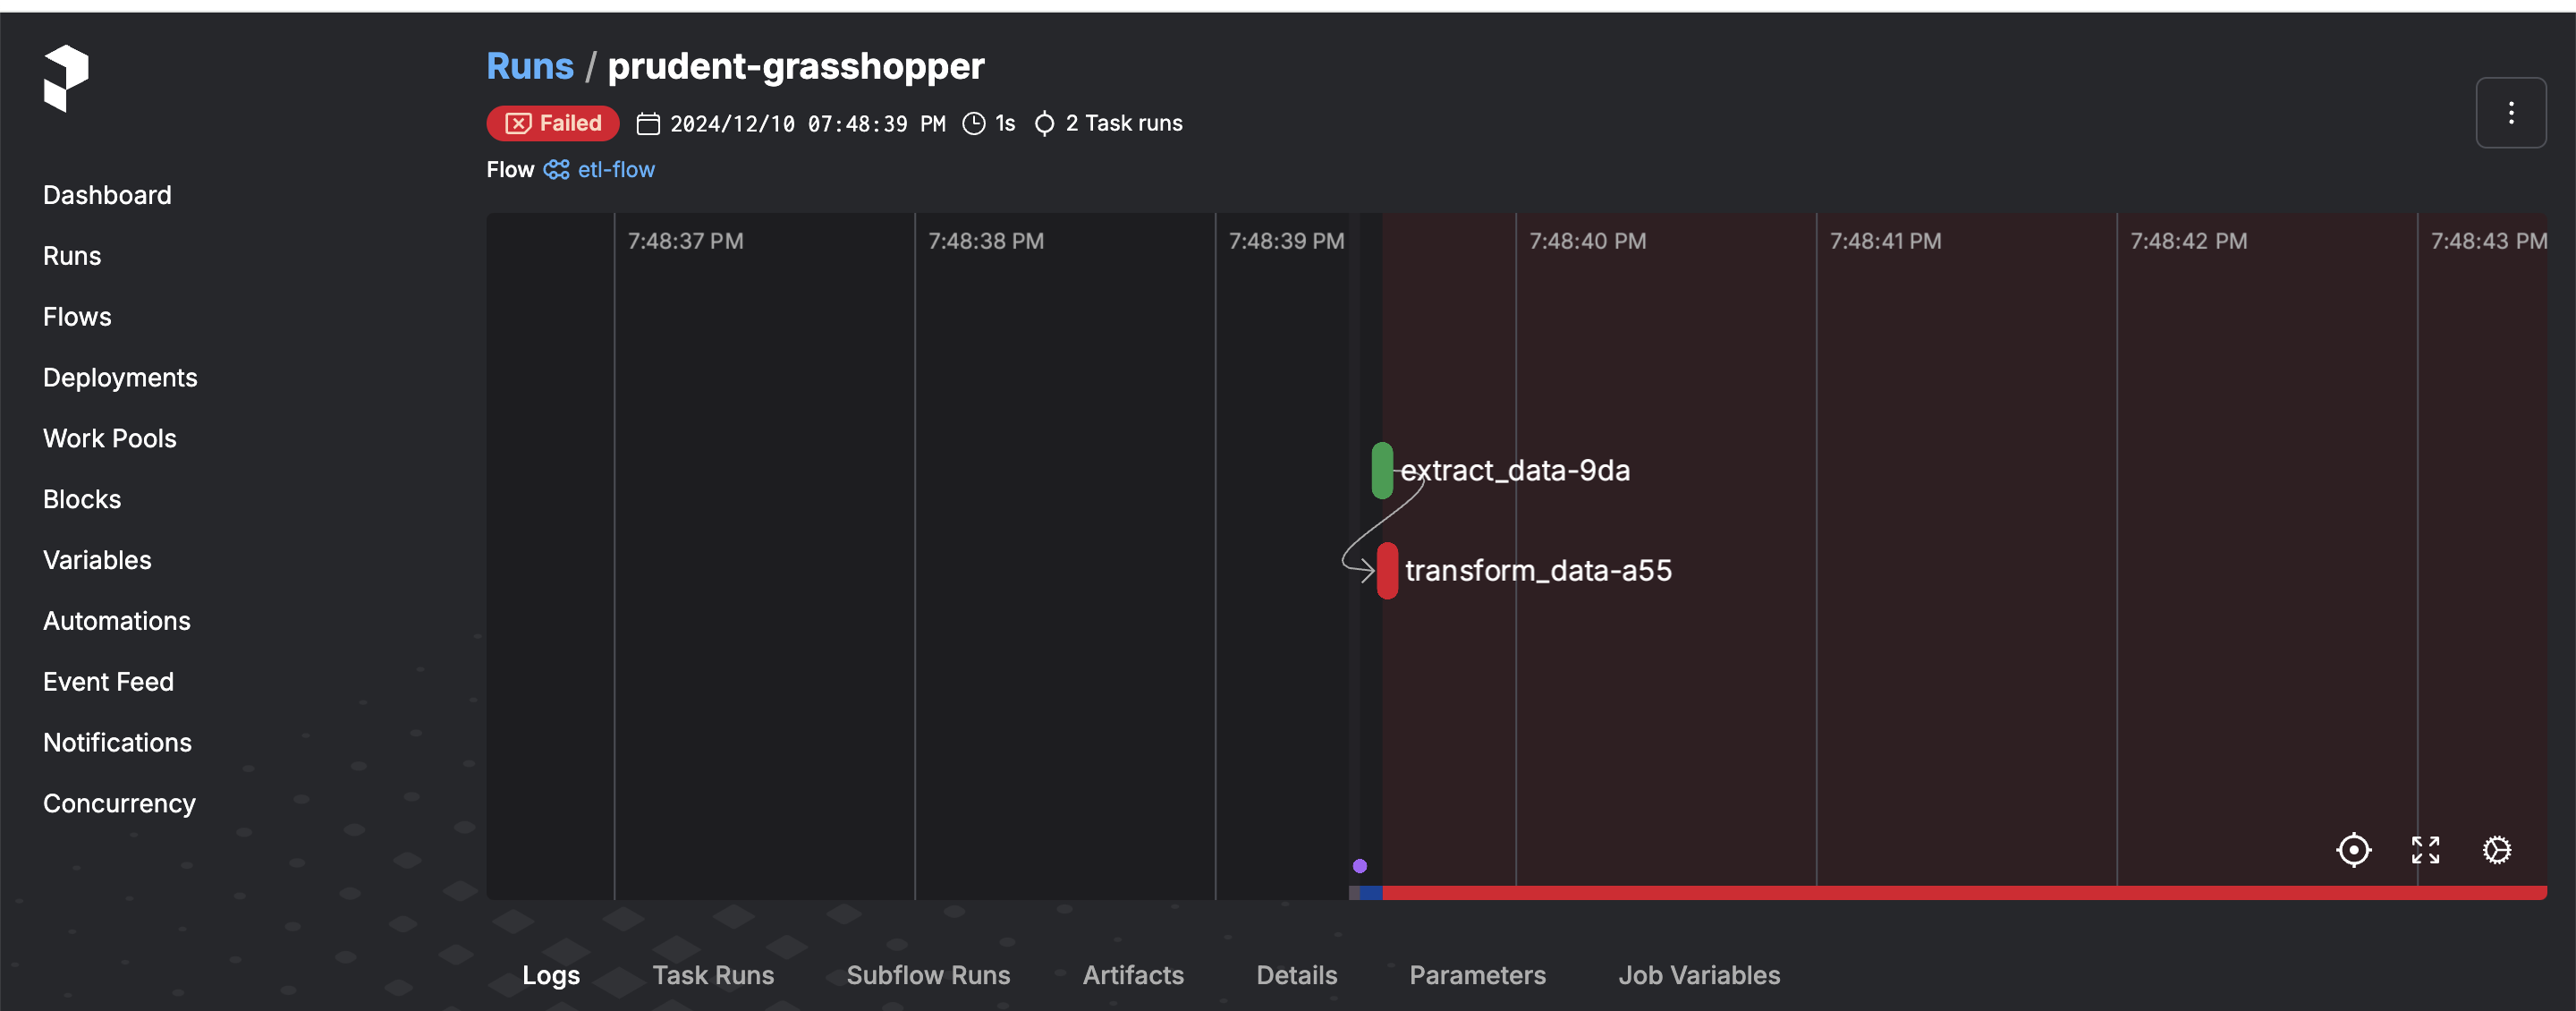 Runs / prudent-grasshopper
Failed 2024/12/10 07:48:39 PM 1s 2 Task runs
Flow etl-flow
Dashboard
Runs
Flows
Deployments
Work Pools
Blocks
Variables
Automations
Event Feed
Notifications
Concurrency
7:48:37 PM 7:48:38 PM 7:48:39 PM 7:48:40 PM 7:48:41 PM 7:48:42 PM 7:48:43 PM
extract_data-9da
transform_data-a55
Logs Task Runs Subflow Runs Artifacts Details Parameters Job Variables